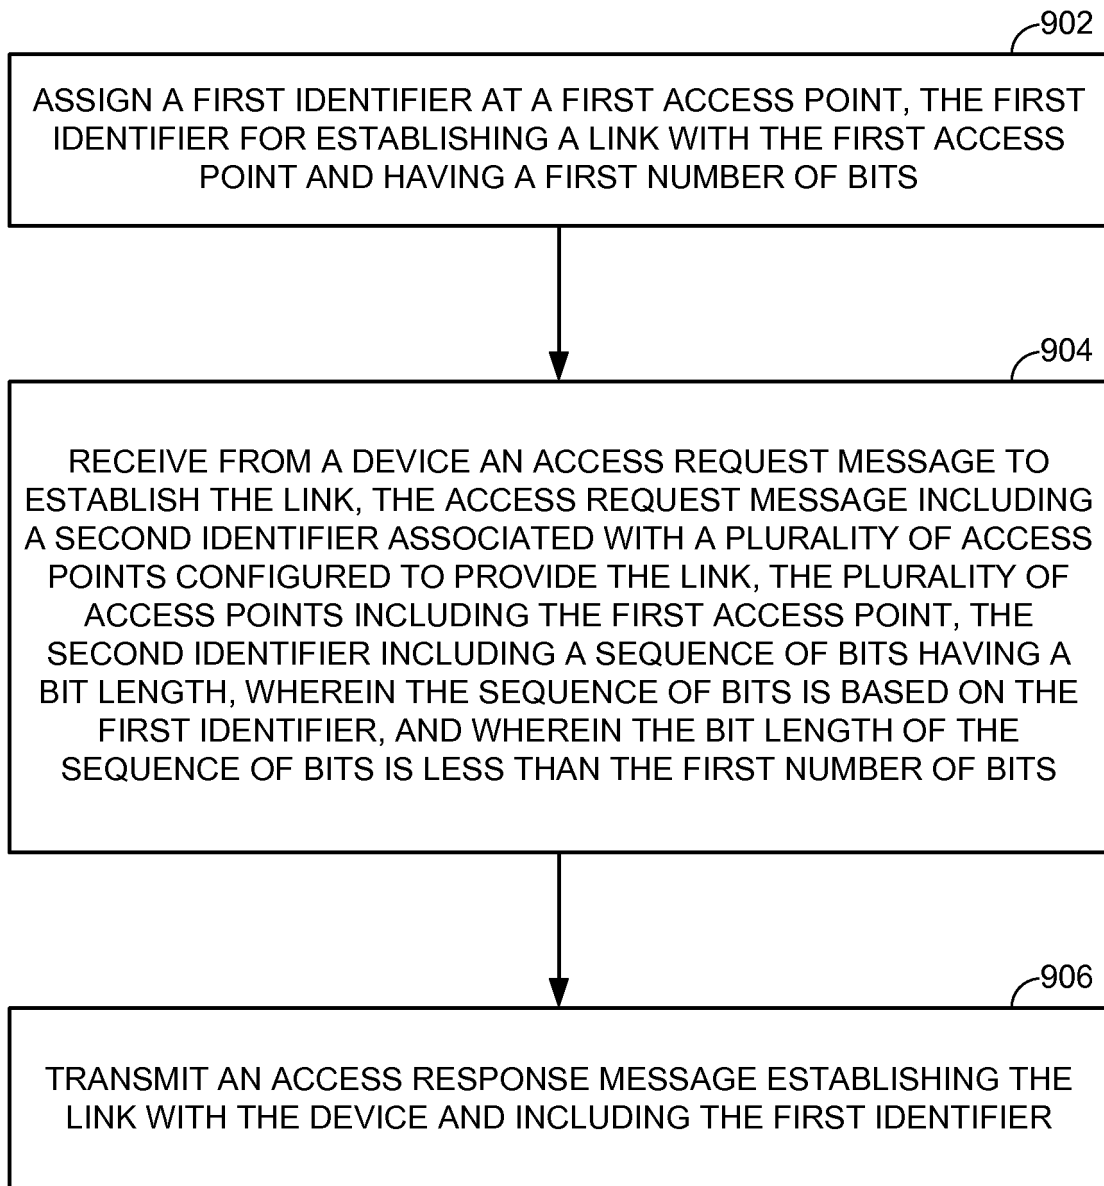 902
ASSIGN A FIRST IDENTIFIER AT A FIRST ACCESS POINT, THE FIRST
IDENTIFIER FOR ESTABLISHING A LINK WITH THE FIRST ACCESS
POINT AND HAVING A FIRST NUMBER OF BITS
904
RECEIVE FROM A DEVICE AN ACCESS REQUEST MESSAGE TO
ESTABLISH THE LINK, THE ACCESS REQUEST MESSAGE INCLUDING
A SECOND IDENTIFIER ASSOCIATED WITH A PLURALITY OF ACCESS
POINTS CONFIGURED TO PROVIDE THE LINK, THE PLURALITY OF
ACCESS POINTS INCLUDING THE FIRST ACCESS POINT, THE
SECOND IDENTIFIER INCLUDING A SEQUENCE OF BITS HAVING A
BIT LENGTH, WHEREIN THE SEQUENCE OF BITS IS BASED ON THE
FIRST IDENTIFIER, AND WHEREIN THE BIT LENGTH OF THE
SEQUENCE OF BITS IS LESS THAN THE FIRST NUMBER OF BITS
906
TRANSMIT AN ACCESS RESPONSE MESSAGE ESTABLISHING THE
LINK WITH THE DEVICE AND INCLUDING THE FIRST IDENTIFIER